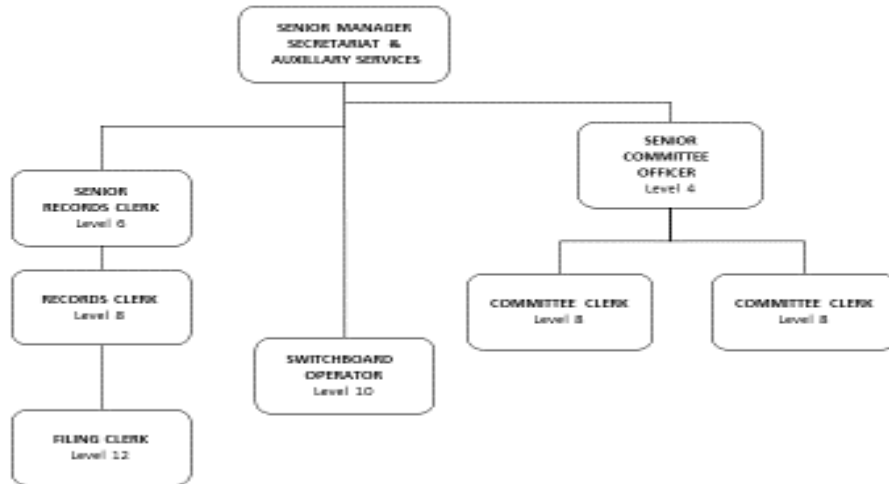 SENIOR MANAGER
SECRETARIAT &
AUXILLARY SERVICES
SENIOR
COMMITTEE
OFFICER
Level 4
SENIOR
RECORDS CLERK
Level 6
RECORDS CLERK
Level 8
COMMITTEE CLERK
Level 8
COMMITTEE CLERK
Level 8
SWITCHBOARD
OPERATOR
Level 10
FILING CLERK
Level 12